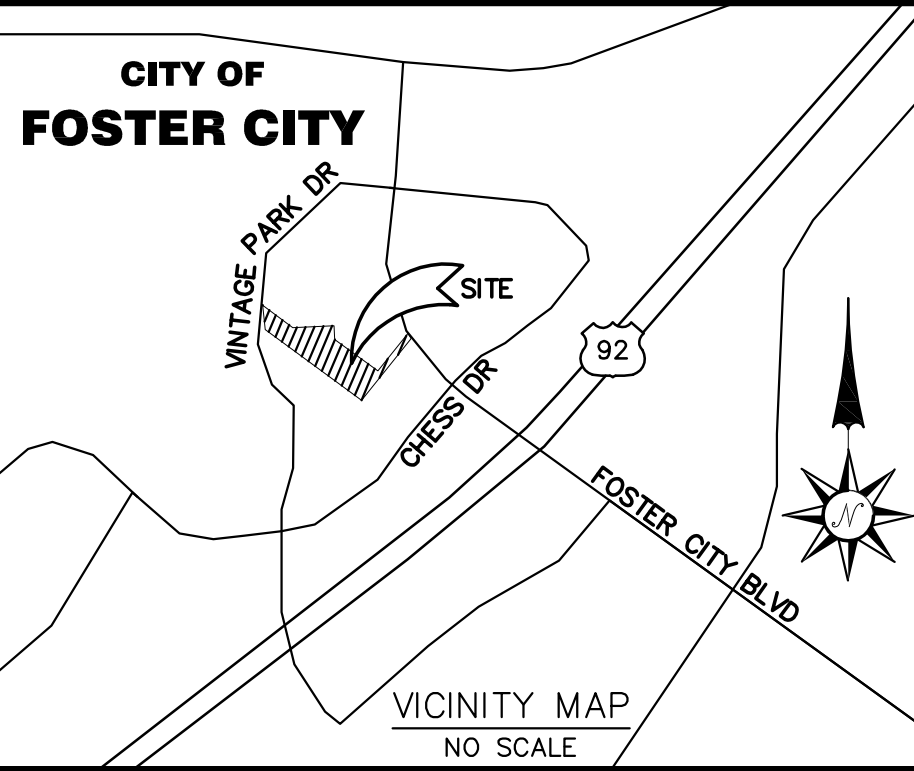 CITY OF
FOSTER CITY
VINTAGE PARK DR
SITE
92
CHESS DR
FOSTER CITY BLVD
N
VICINITY MAP
NO SCALE